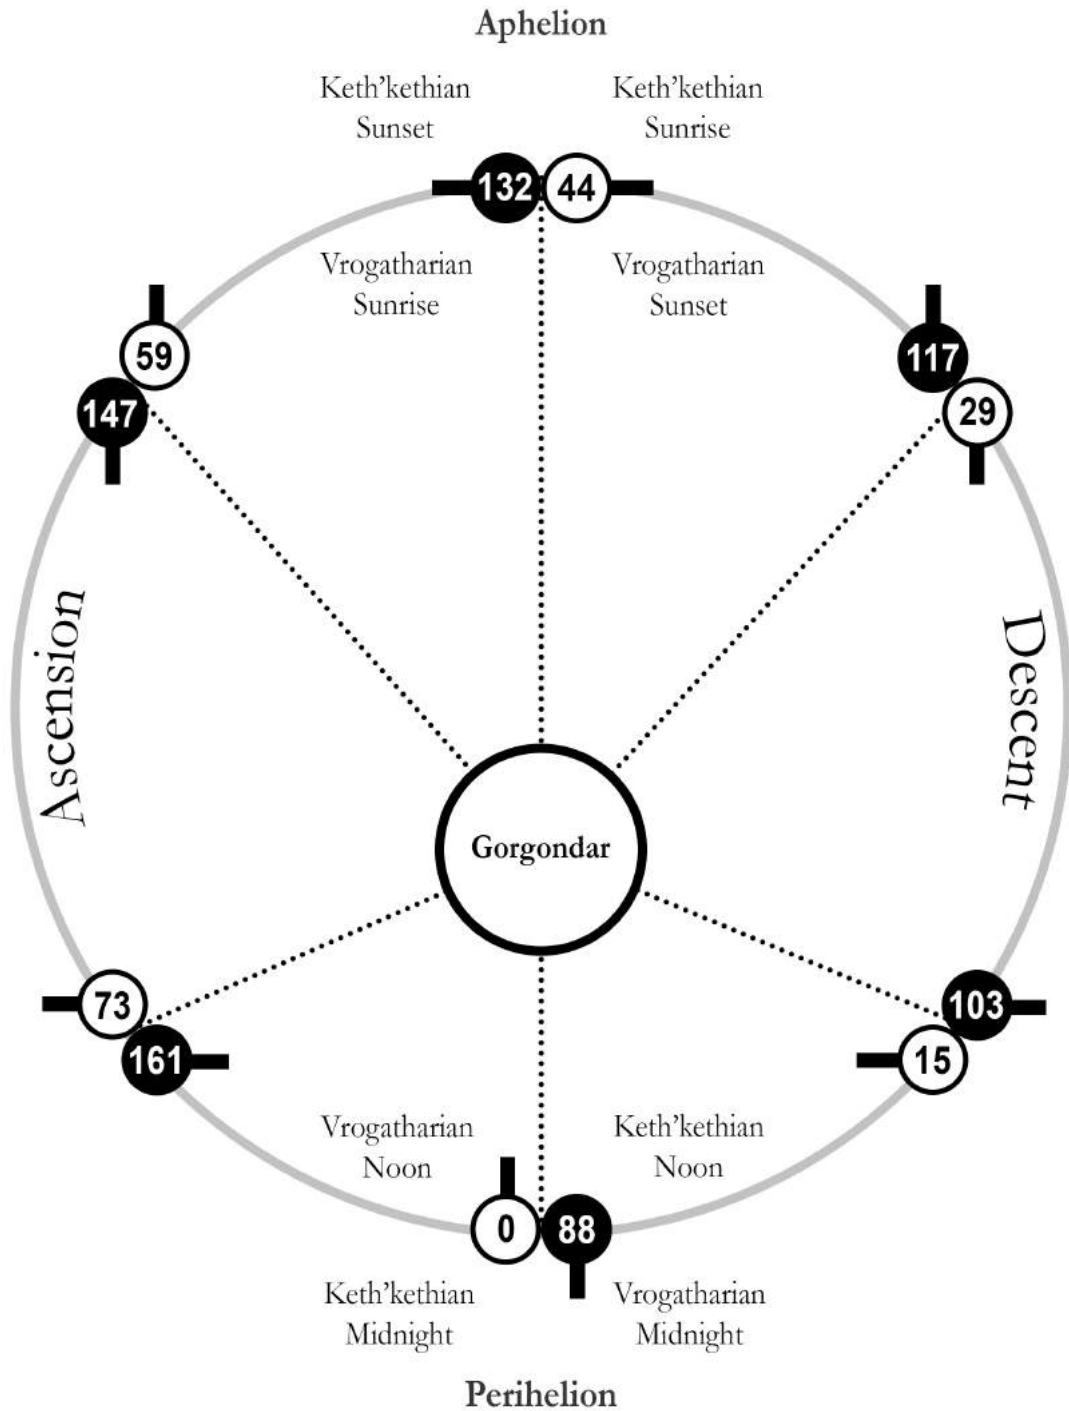 Aphelion
Keth'kethian
Sunset
Keth'kethian
Sunrise
132
44
Vrogatharian
Sunrise
Vrogatharian
Sunset
59
117
147
29
Ascension
Descent
Gorgondar
73
103
161
15
Vrogatharian
Noon
Keth'kethian
Noon
0
88
Keth'kethian
Midnight
Vrogatharian
Midnight
Perihelion